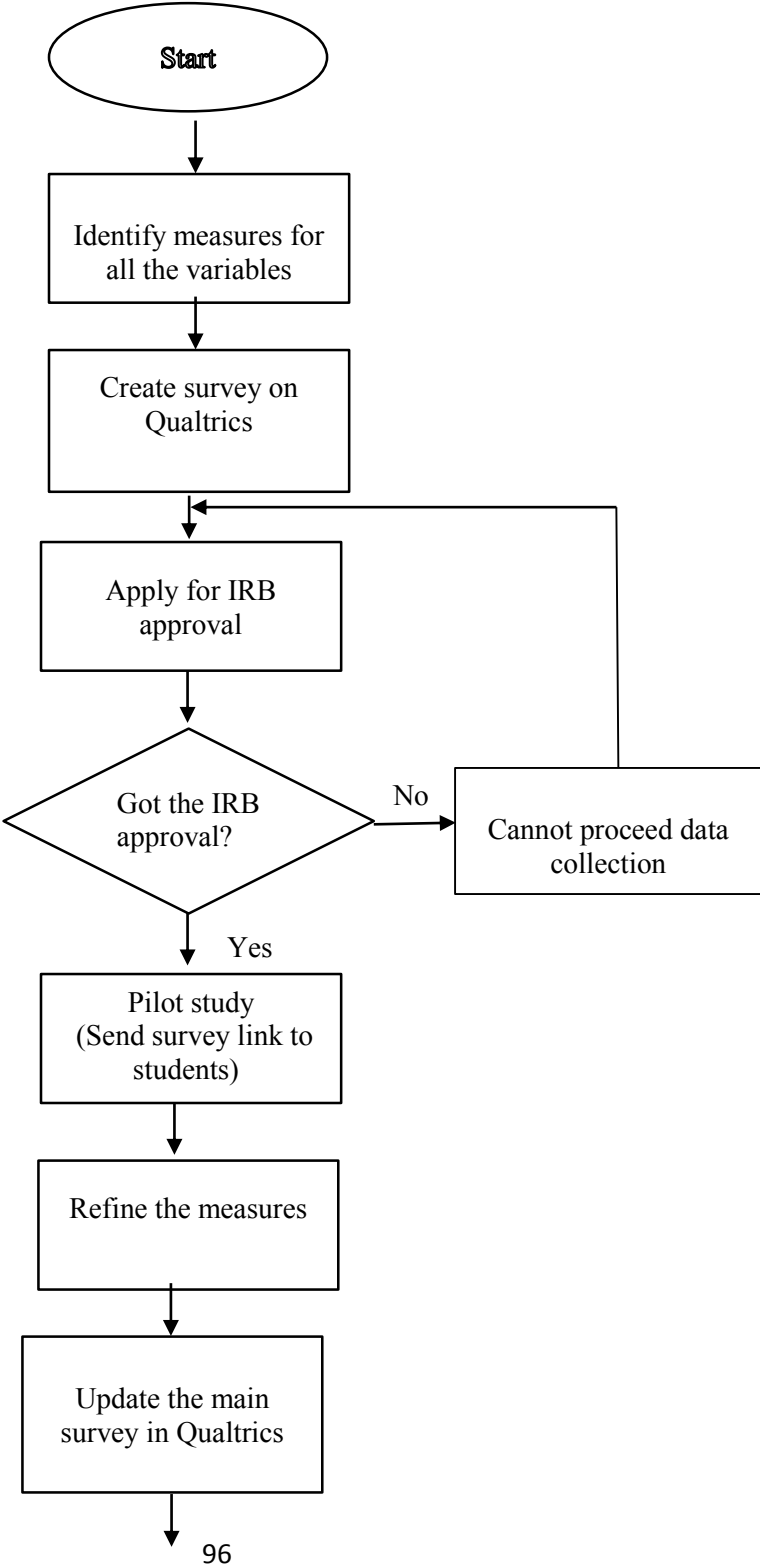 Start
Identify measures for
all the variables
Create survey on
Qualtrics
Apply for IRB
approval
Got the IRB
approval?
No
Cannot proceed data
collection
Yes
Pilot study
(Send survey link to
students)
Refine the measures
Update the main
survey in Qualtrics
96